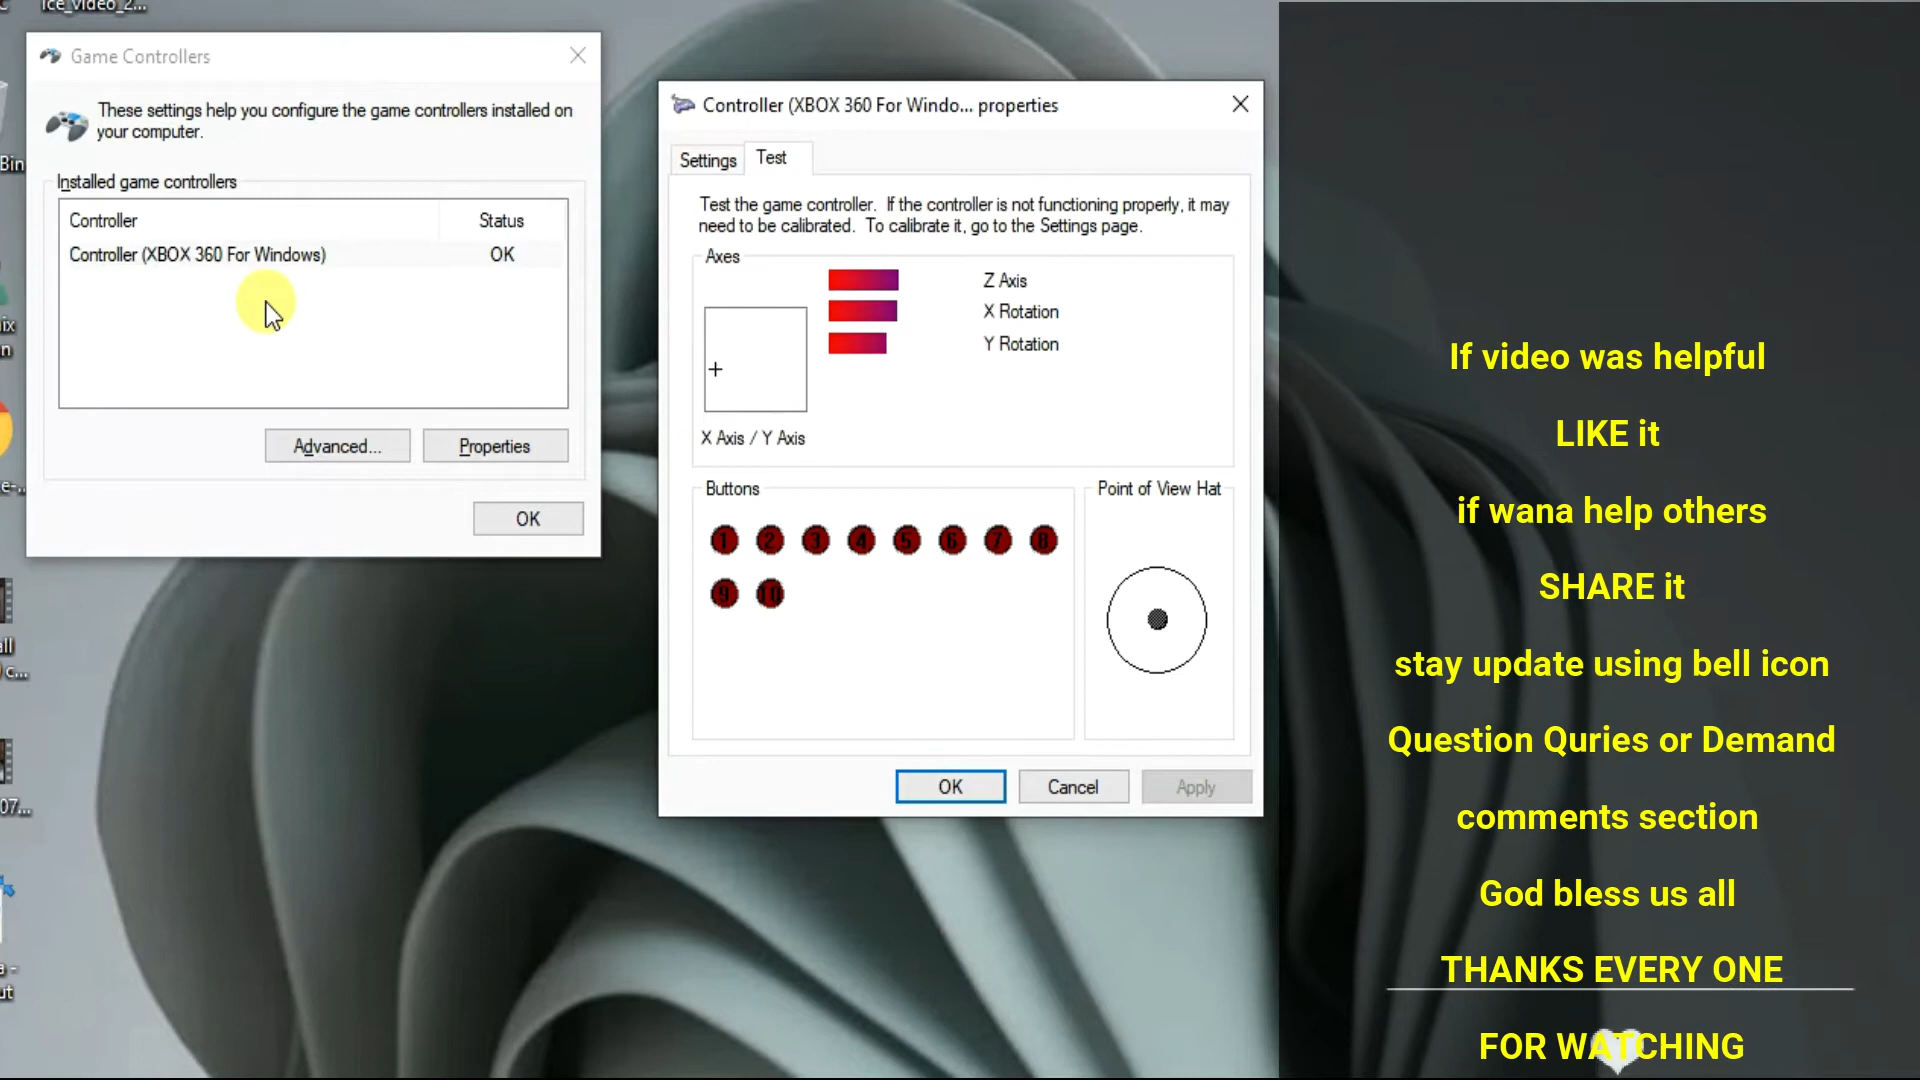 Ice_video_2...
Game Controllers
These settings help you configure the game controllers installed on
your computer.
Installed game controllers
Controller Status
Controller (XBOX 360 For Windows) OK
Advanced... Properties
OK
Bin
Controller (XBOX 360 For Windo... properties
Settings Test
Test the game controller. If the controller is not functioning properly, it may
need to be calibrated. To calibrate it, go to the Settings page.
Axes
Z Axis
X Rotation
Y Rotation
X Axis / Y Axis
Buttons
1 2 3 4 5 6 7 8
9 10
Point of View Hat
OK Cancel Apply
If video was helpful
LIKE it
if wana help others
SHARE it
stay update using bell icon
Question Quries or Demand
comments section
God bless us all
THANKS EVERY ONE
FOR WATCHING